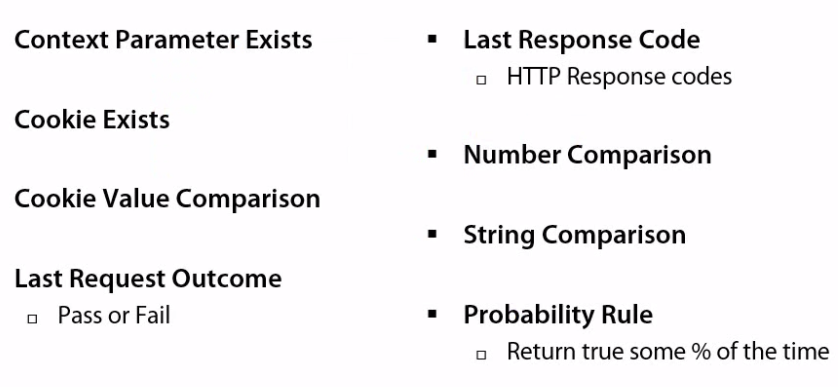 Context Parameter Exists
Cookie Exists
Cookie Value Comparison
Last Request Outcome
Pass or Fail
Last Response Code
HTTP Response codes
Number Comparison
String Comparison
Probability Rule
Return true some % of the time